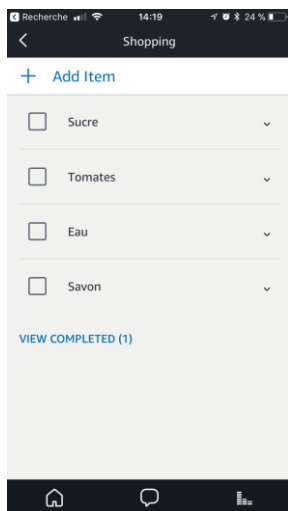 Recherche 14:19 24 %
Shopping
+ Add Item
Sucre
Tomates
Eau
Savon
VIEW COMPLETED (1)